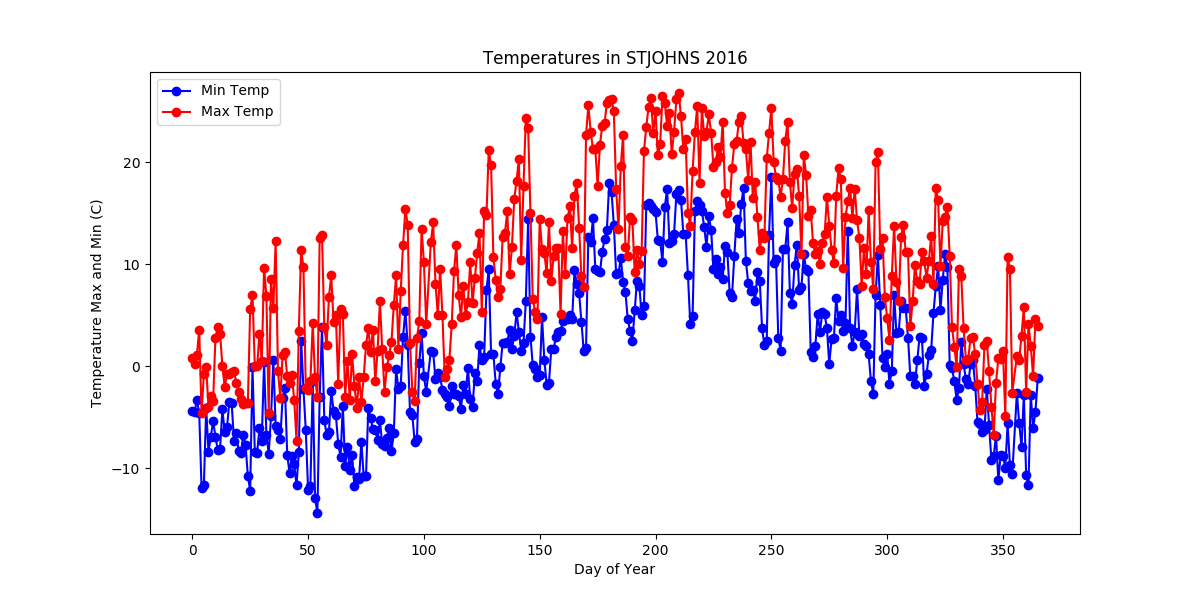 Temperatures in STJOHNS 2016
Min Temp
Max Temp
Temperature Max and Min (C)
20
10
0
−10
0 50 100 150 200 250 300 350
Day of Year